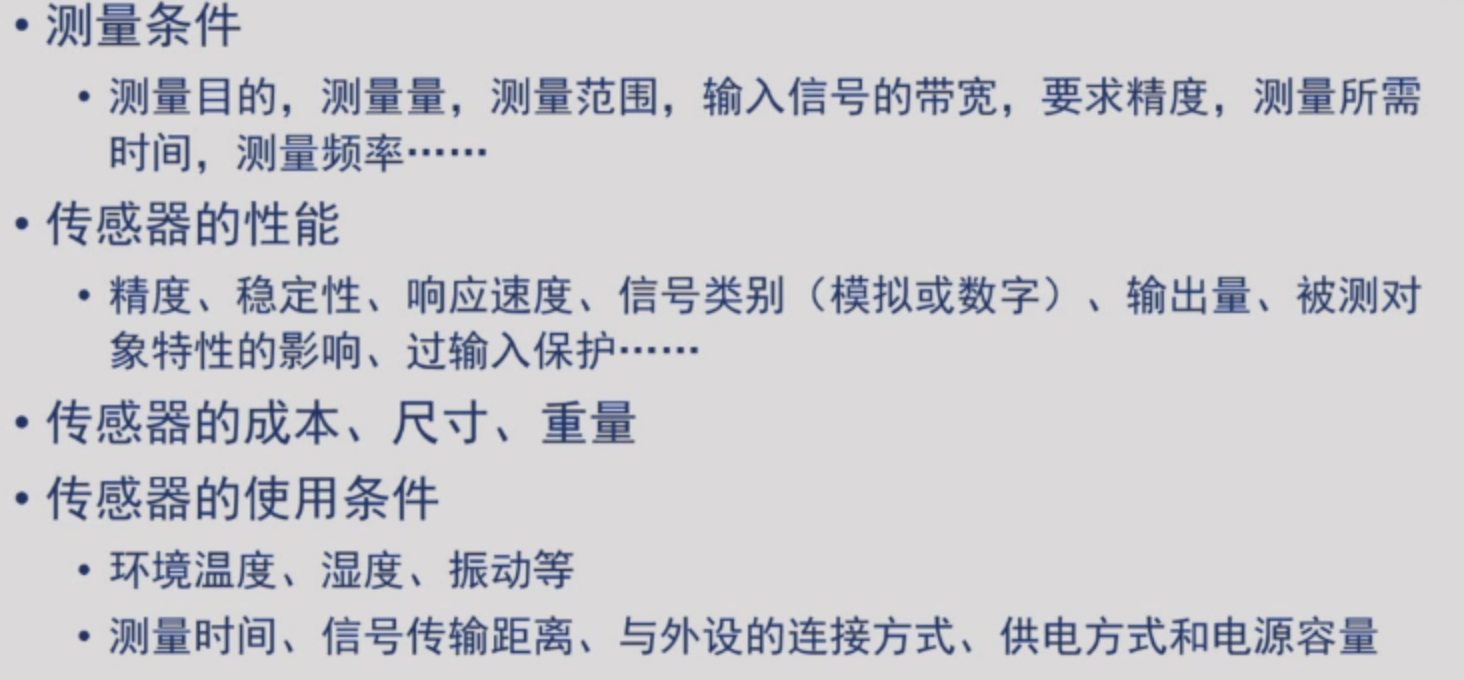 • 测量条件
• 测量目的，测量量，测量范围，输入信号的带宽，要求精度，测量所需
时间，测量频率……
• 传感器的性能
• 精度、稳定性、响应速度、信号类别（模拟或数字）、输出量、被测对
象特性的影响、过输入保护……
• 传感器的成本、尺寸、重量
• 传感器的使用条件
• 环境温度、湿度、振动等
• 测量时间、信号传输距离、与外设的连接方式、供电方式和电源容量